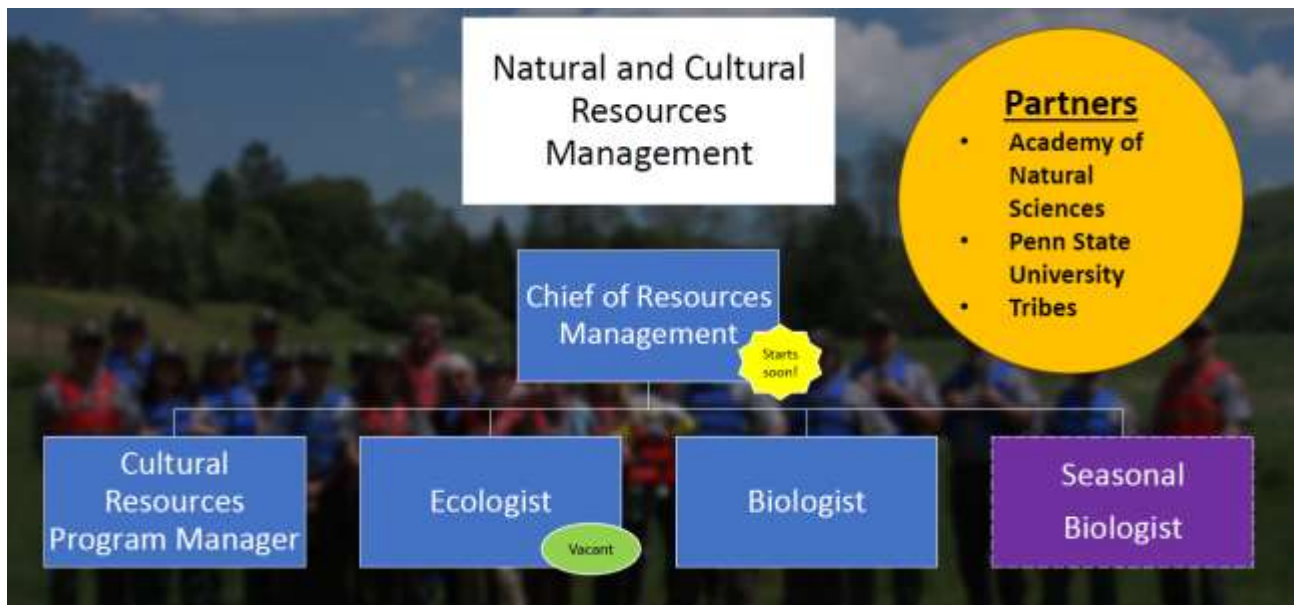 Natural and Cultural
Resources
Management
Partners
• Academy of
Natural
Sciences
• Penn State
University
• Tribes
Chief of Resources
Management
Starts
soon!
Cultural
Resources
Program Manager
Ecologist
Vacant
Biologist
Seasonal
Biologist